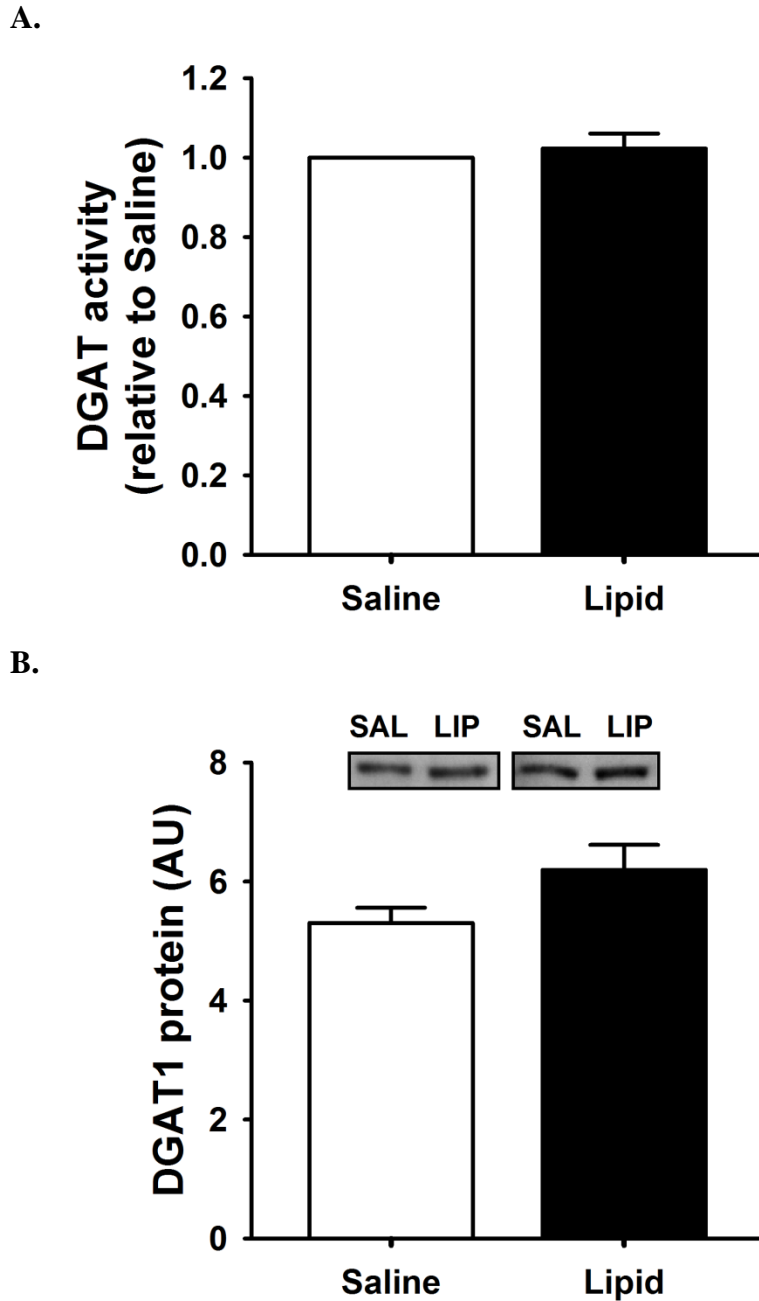 A.
DGAT activity
(relative to Saline)
1.2
1.0
0.8
0.6
0.4
0.2
0.0
Saline Lipid
B.
SAL LIP SAL LIP
DGAT1 protein (AU)
8
6
4
2
0
Saline Lipid